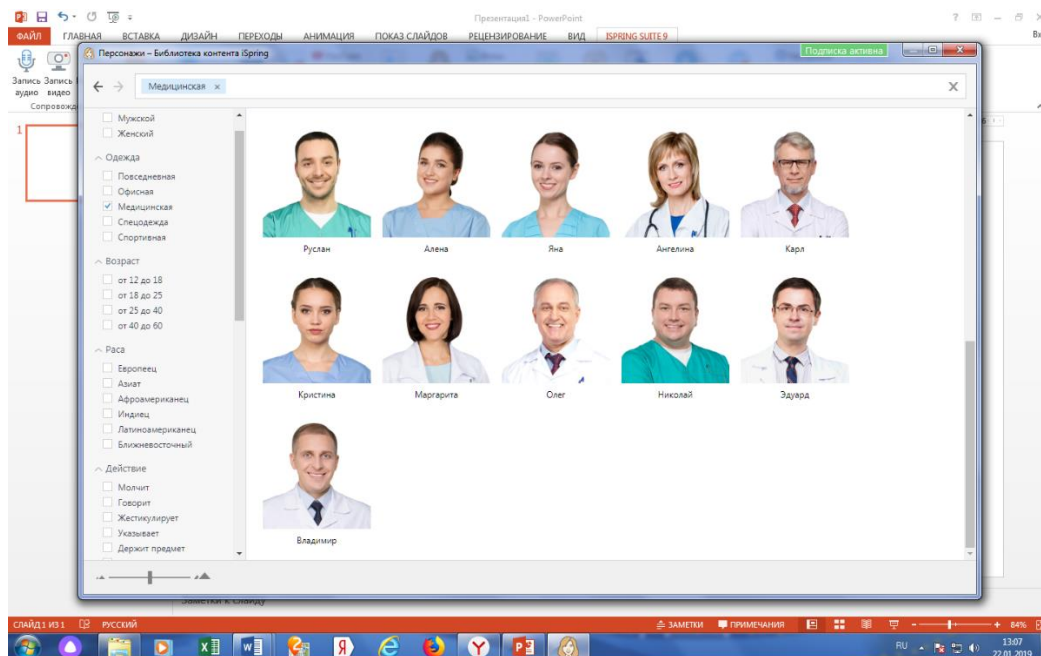 Презентация1 - PowerPoint
ФАЙЛ ГЛАВНАЯ ВСТАВКА ДИЗАЙН ПЕРЕХОДЫ АНИМАЦИЯ ПОКАЗ СЛАЙДОВ РЕЦЕНЗИРОВАНИЕ ВИД ISPRING SUITE 9
Персонажи – Библиотека контента iSpring
Подписка активна
Запись Запись
аудио видео
Медицинская
1
Мужской
Женский
Одежда
Повседневная
Офисная
Медицинская
Спецодежда
Спортивная
Возраст
от 12 до 18
от 18 до 25
от 25 до 40
от 40 до 60
Раса
Европеец
Азиат
Афроамериканец
Индиец
Латиноамериканец
Ближневосточный
Действие
Молчит
Говорит
Жестикулирует
Указывает
Держит предмет
Руслан Алена Яна Ангелина Карл
Кристина Маргарита Олег Николай Эдуард
Владимир
СЛАЙД 1 ИЗ 1 РУССКИЙ ЗАМЕТКИ ПРИМЕЧАНИЯ 84%
RU 13:07
22.01.2019